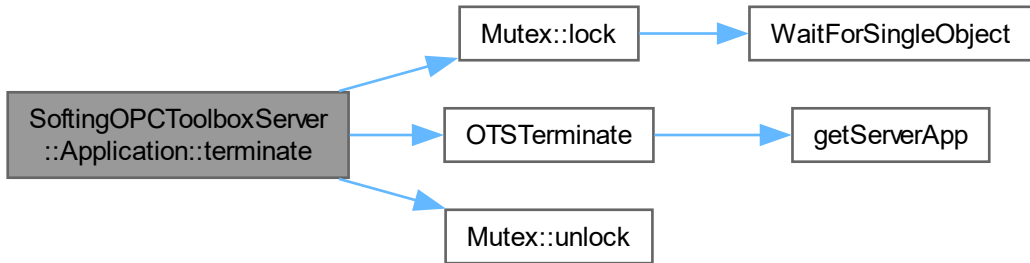 Mutex::lock
WaitForSingleObject
SoftingOPCToolboxServer
::Application::terminate
OTSTerminate
getServerApp
Mutex::unlock